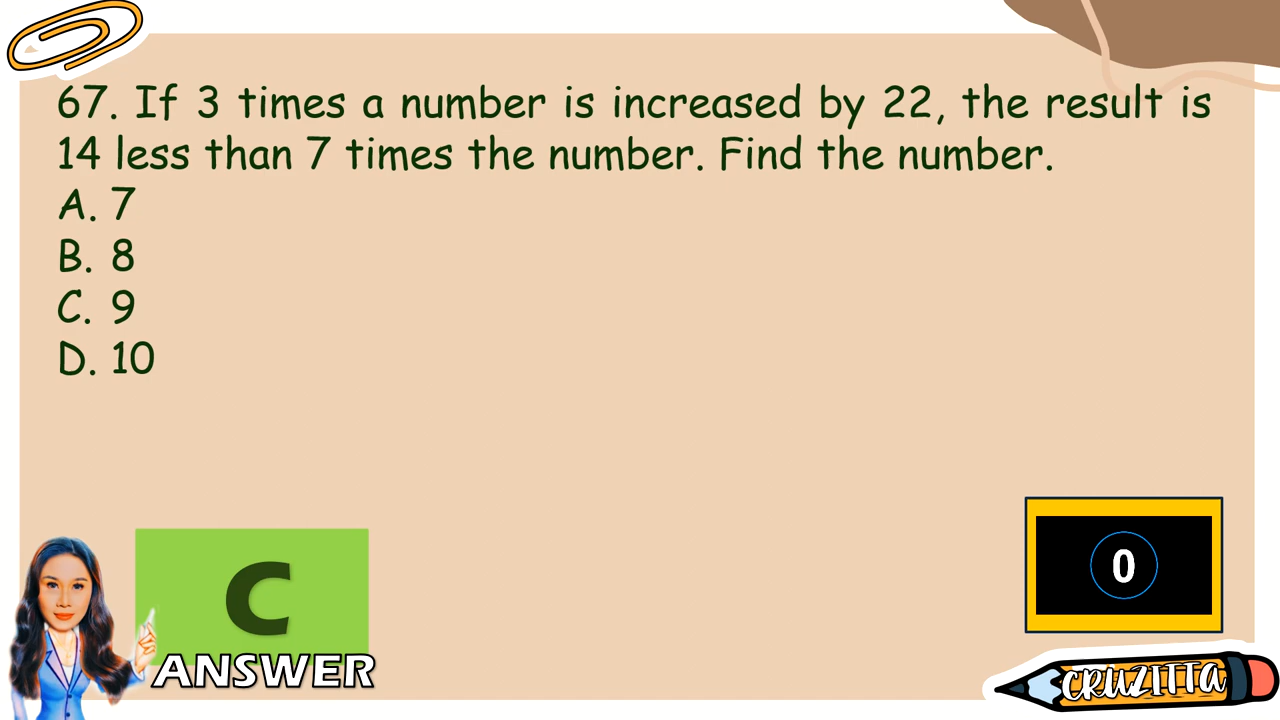 67. If 3 times a number is increased by 22, the result is
14 less than 7 times the number. Find the number.
A. 7
B. 8
C. 9
D. 10
C
ANSWER
0
CRUZITTA